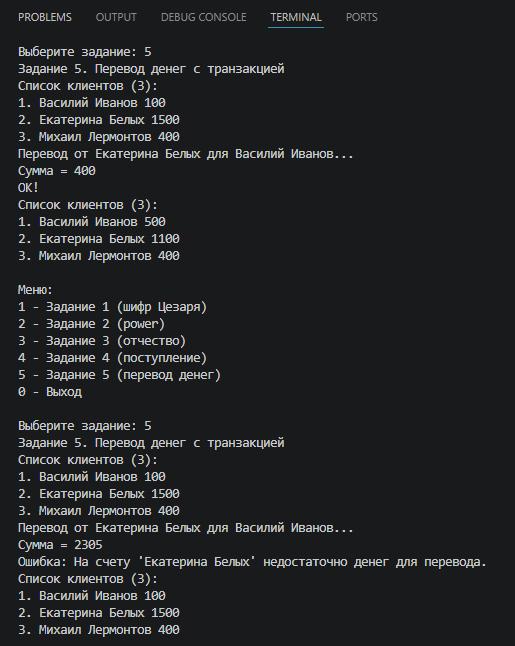 PROBLEMS OUTPUT DEBUG CONSOLE TERMINAL PORTS
Выберите задание: 5
Задание 5. Перевод денег с транзакцией
Список клиентов (3):
1. Василий Иванов 100
2. Екатерина Белых 1500
3. Михаил Лермонтов 400
Перевод от Екатерина Белых для Василий Иванов...
Сумма = 400
OK!
Список клиентов (3):
1. Василий Иванов 500
2. Екатерина Белых 1100
3. Михаил Лермонтов 400
Меню:
1 - Задание 1 (шифр Цезаря)
2 - Задание 2 (power)
3 - Задание 3 (отчество)
4 - Задание 4 (поступление)
5 - Задание 5 (перевод денег)
0 - Выход
Выберите задание: 5
Задание 5. Перевод денег с транзакцией
Список клиентов (3):
1. Василий Иванов 100
2. Екатерина Белых 1500
3. Михаил Лермонтов 400
Перевод от Екатерина Белых для Василий Иванов...
Сумма = 2305
Ошибка: На счету 'Екатерина Белых' недостаточно денег для перевода.
Список клиентов (3):
1. Василий Иванов 100
2. Екатерина Белых 1500
3. Михаил Лермонтов 400